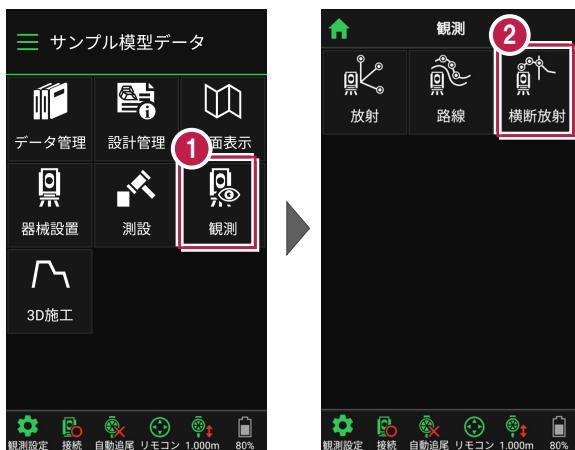 サンプル模型データ
データ管理
設計管理
面表示
1
器械設置
測設
観測
3D施工
観測設定
接続
自動追尾
リモコン
1.000m
80%
観測
2
放射
路線
横断放射
観測設定
接続
自動追尾
リモコン
1.000m
80%